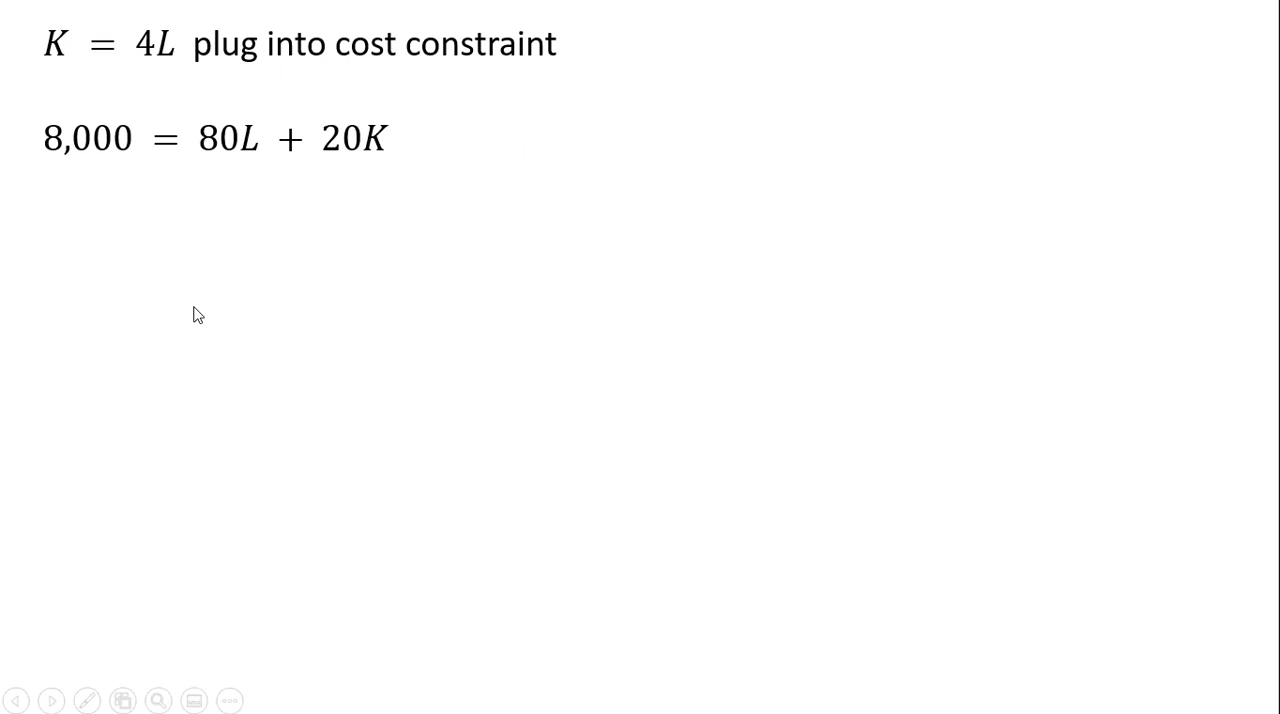 K = 4L plug into cost constraint
8,000 = 80L + 20K